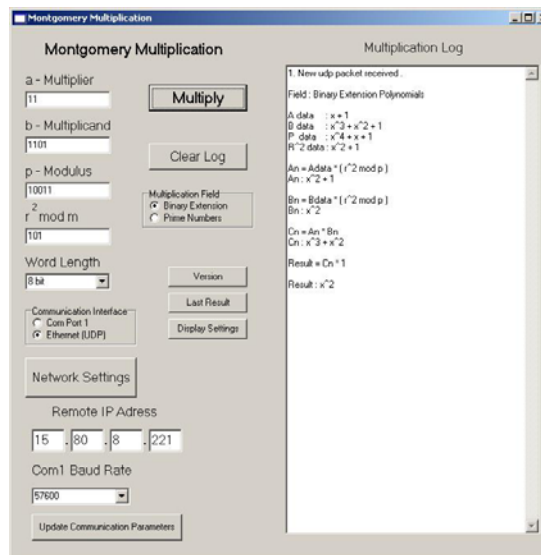 Montgomery Multiplication
Montgomery Multiplication
a - Multiplier
11
b - Multiplicand
1101
p - Modulus
10011
r^2 mod m
101
Word Length
8 bit
Communication Interface
Com Port 1
Ethernet (UDP)
Network Settings
Remote IP Adress
15 . 80 . 8 . 221
Com1 Baud Rate
57600
Update Communication Parameters
Multiply
Clear Log
Multiplication Field
Binary Extension
Prime Numbers
Version
Last Result
Display Settings
Multiplication Log
1. New udp packet received .
Field : Binary Extension Polynomials
A data : x + 1
B data : x^3 + x^2 + 1
P data : x^4 + x + 1
R^2 data : x^2 + 1
An = Adata * ( r^2 mod p )
An : x^2 + 1
Bn = Bdata * ( r^2 mod p )
Bn : x^2
Cn = An * Bn
Cn : x^3 + x^2
Result = Cn * 1
Result : x^2